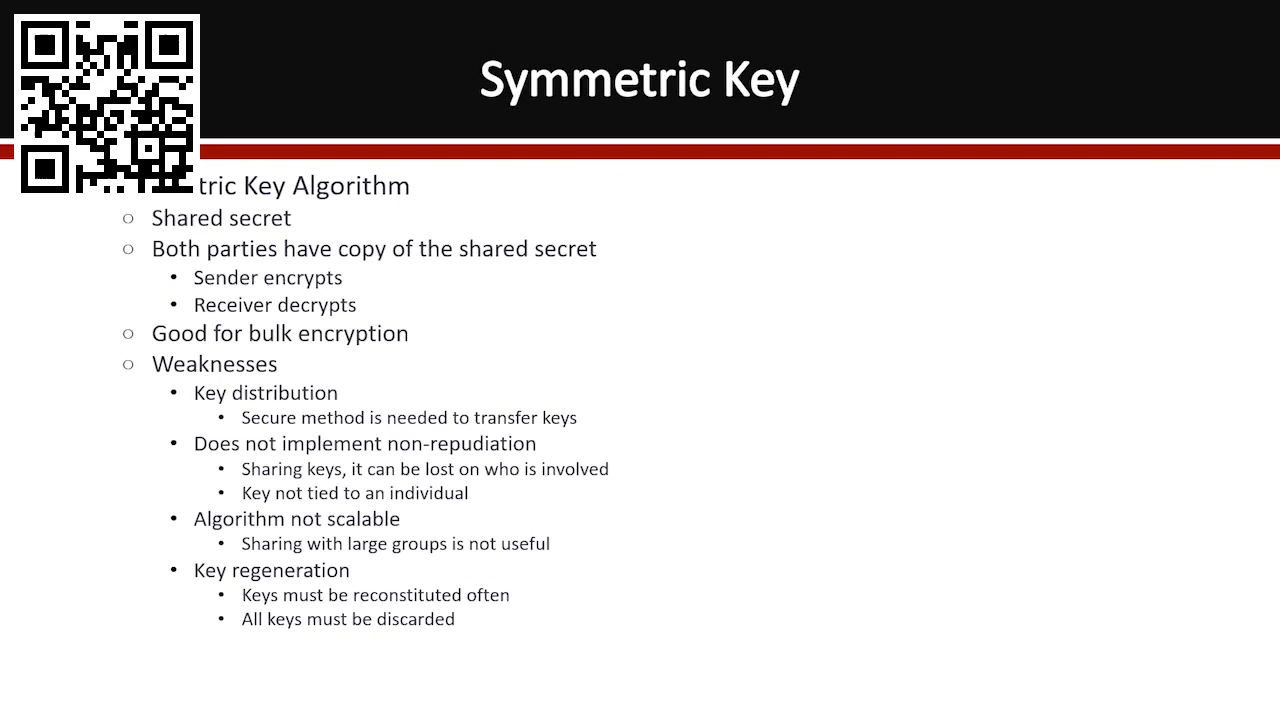 Symmetric Key
tric Key Algorithm
○ Shared secret
○ Both parties have copy of the shared secret
• Sender encrypts
• Receiver decrypts
○ Good for bulk encryption
○ Weaknesses
• Key distribution
• Secure method is needed to transfer keys
• Does not implement non-repudiation
• Sharing keys, it can be lost on who is involved
• Key not tied to an individual
• Algorithm not scalable
• Sharing with large groups is not useful
• Key regeneration
• Keys must be reconstituted often
• All keys must be discarded